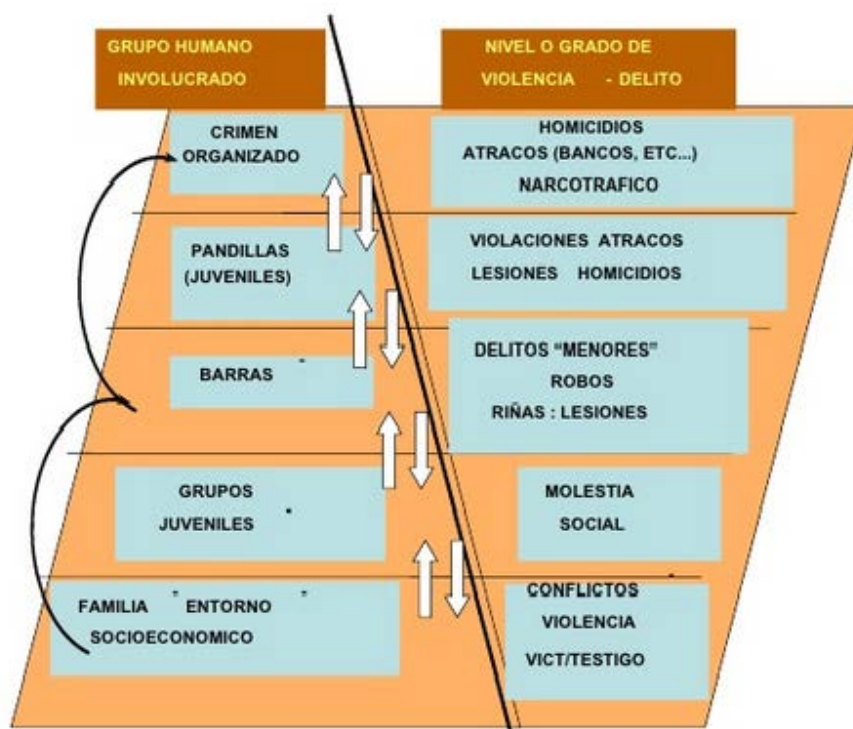 GRUPO HUMANO
INVOLUCRADO
NIVEL O GRADO DE
VIOLENCIA - DELITO
CRIMEN
ORGANIZADO
HOMICIDIOS
ATRACOS (BANCOS, ETC...)
NARCOTRAFICO
PANDILLAS
(JUVENILES)
VIOLACIONES ATRACOS
LESIONES HOMICIDIOS
BARRAS "
DELITOS “MENORES”
ROBOS
RIÑAS : LESIONES
GRUPOS
JUVENILES "
MOLESTIA
SOCIAL
FAMILIA " ENTORNO "
SOCIOECONOMICO
CONFLICTOS "
VIOLENCIA
VICT/TESTIGO